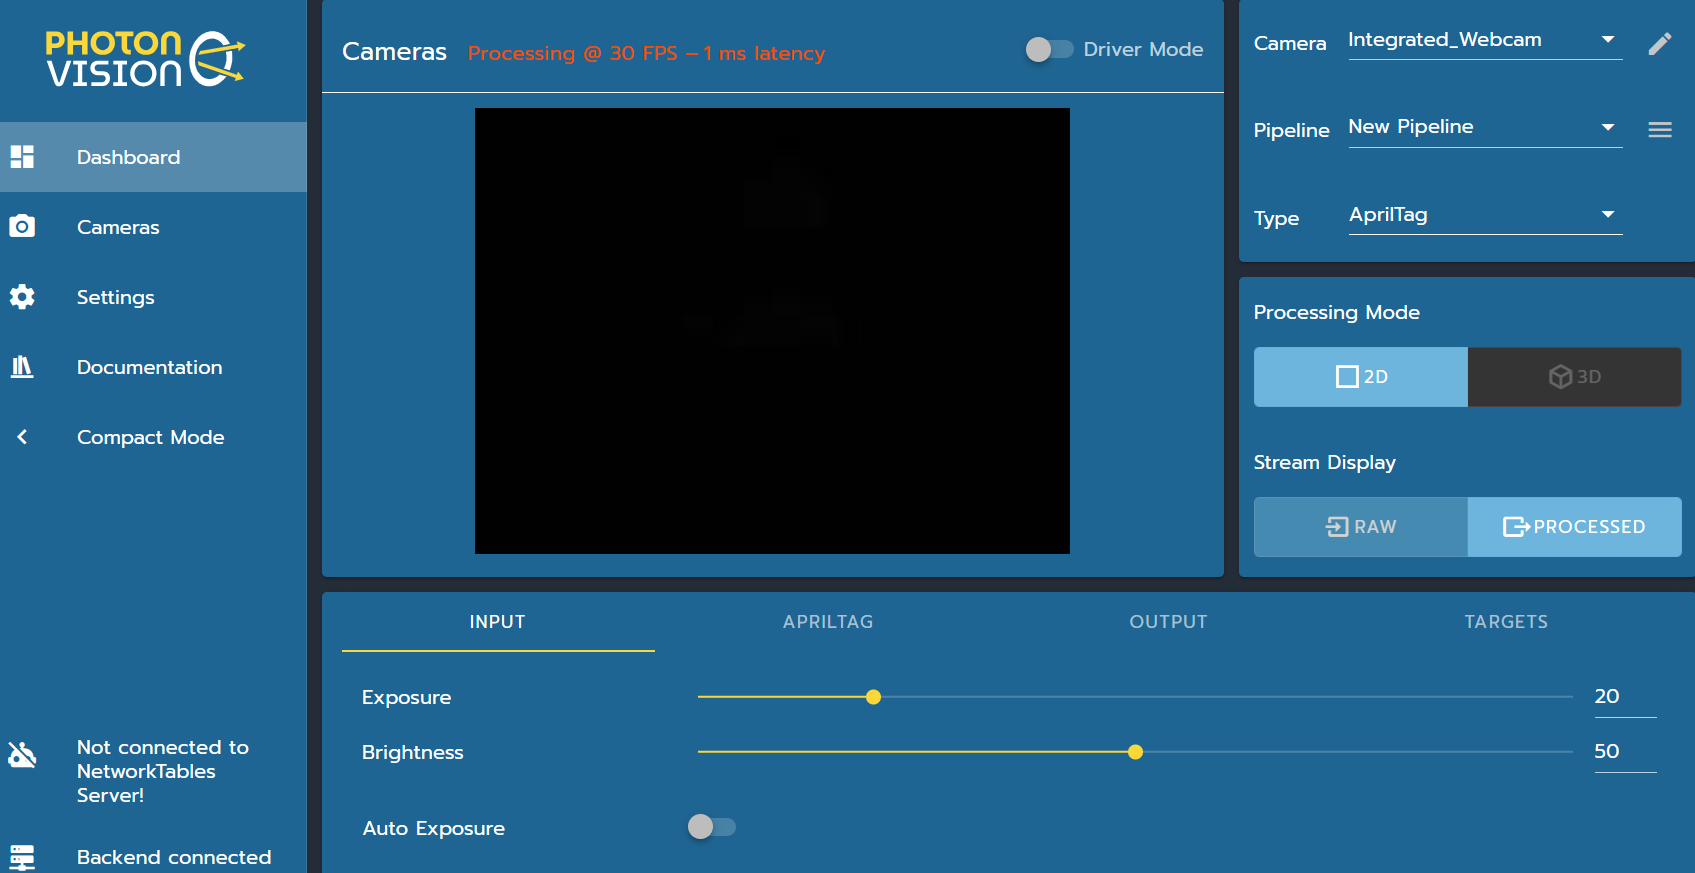 PHOTON
VISION
Dashboard
Cameras
Settings
Documentation
Compact Mode
Not connected to
NetworkTables
Server!
Backend connected
Cameras Processing @ 30 FPS – 1 ms latency Driver Mode
Camera Integrated_Webcam
Pipeline New Pipeline
Type AprilTag
Processing Mode
2D 3D
Stream Display
RAW PROCESSED
INPUT APRILTAG OUTPUT TARGETS
Exposure 20
Brightness 50
Auto Exposure